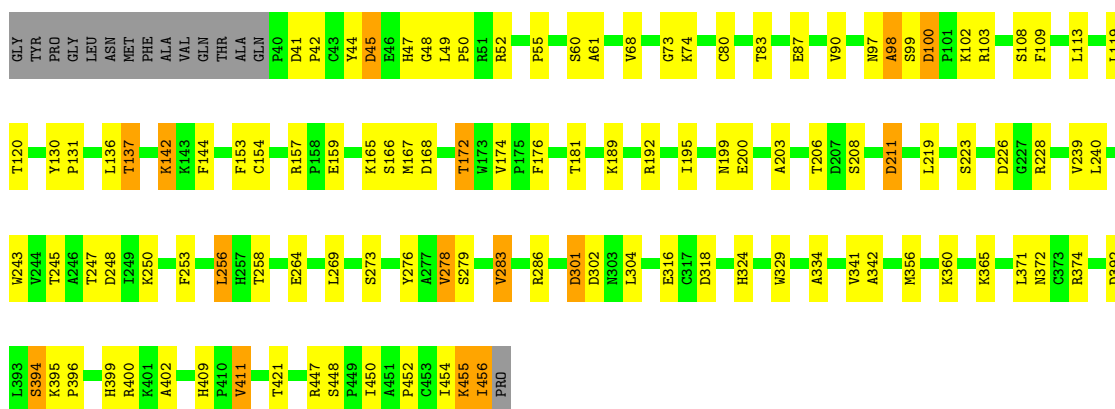 GLY TYR PRO GLY LEU ASN MET PHE ALA VAL GLN THR ALA GLN P40 D41 P42 C43 Y44 D45 E46 H47 G48 L49 P50 R51 R52 P55 S60 A61 V68 G73 K74 C80 T83 E87 V90 N97 A98 S99 D100 P101 K102 R103 S108 F109 L113 L119
T120 Y130 P131 L136 T137 K142 K143 F144 F153 C154 R157 P158 E159 K165 S166 M167 D168 T172 W173 V174 P175 F176 T181 K189 R192 I195 N199 E200 A203 T206 D207 S208 D211 L219 S223 D226 G227 R228 V239 L240
W243 V244 T245 A246 T247 D248 I249 K250 F253 L256 H257 T258 E264 L269 S273 Y276 A277 V278 S279 V283 R286 D301 D302 N303 L304 E316 C317 D318 H324 W329 A334 V341 A342 M356 K360 K365 L371 N372 C373 R374
L393 S394 K395 P396 H399 R400 K401 A402 H409 P410 V411 T421 R447 S448 P449 I450 A451 P452 C453 I454 K455 I456 PRO